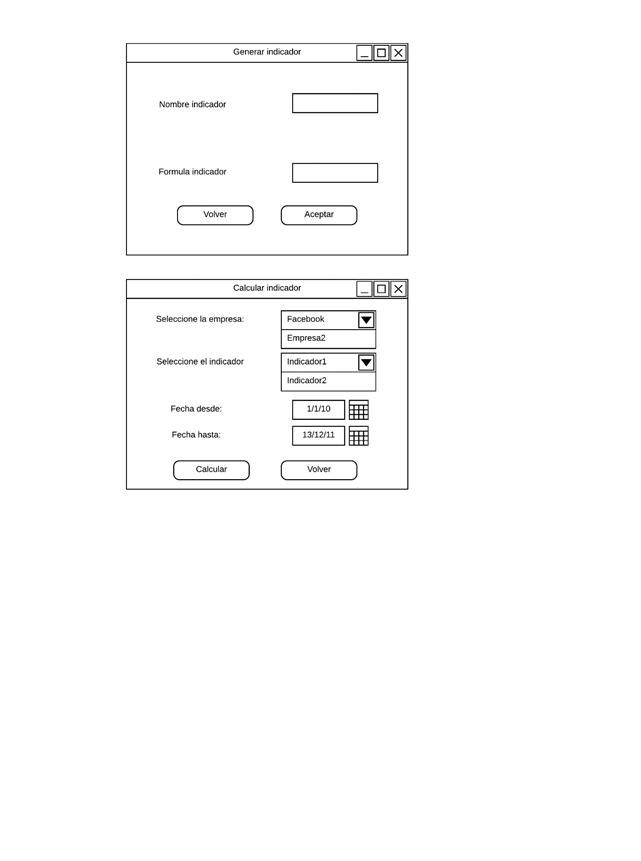 Generar indicador
Nombre indicador
Formula indicador
Volver
Aceptar
Calcular indicador
Seleccione la empresa:
Facebook
Empresa2
Seleccione el indicador
Indicador1
Indicador2
Fecha desde:
1/1/10
Fecha hasta:
13/12/11
Calcular
Volver